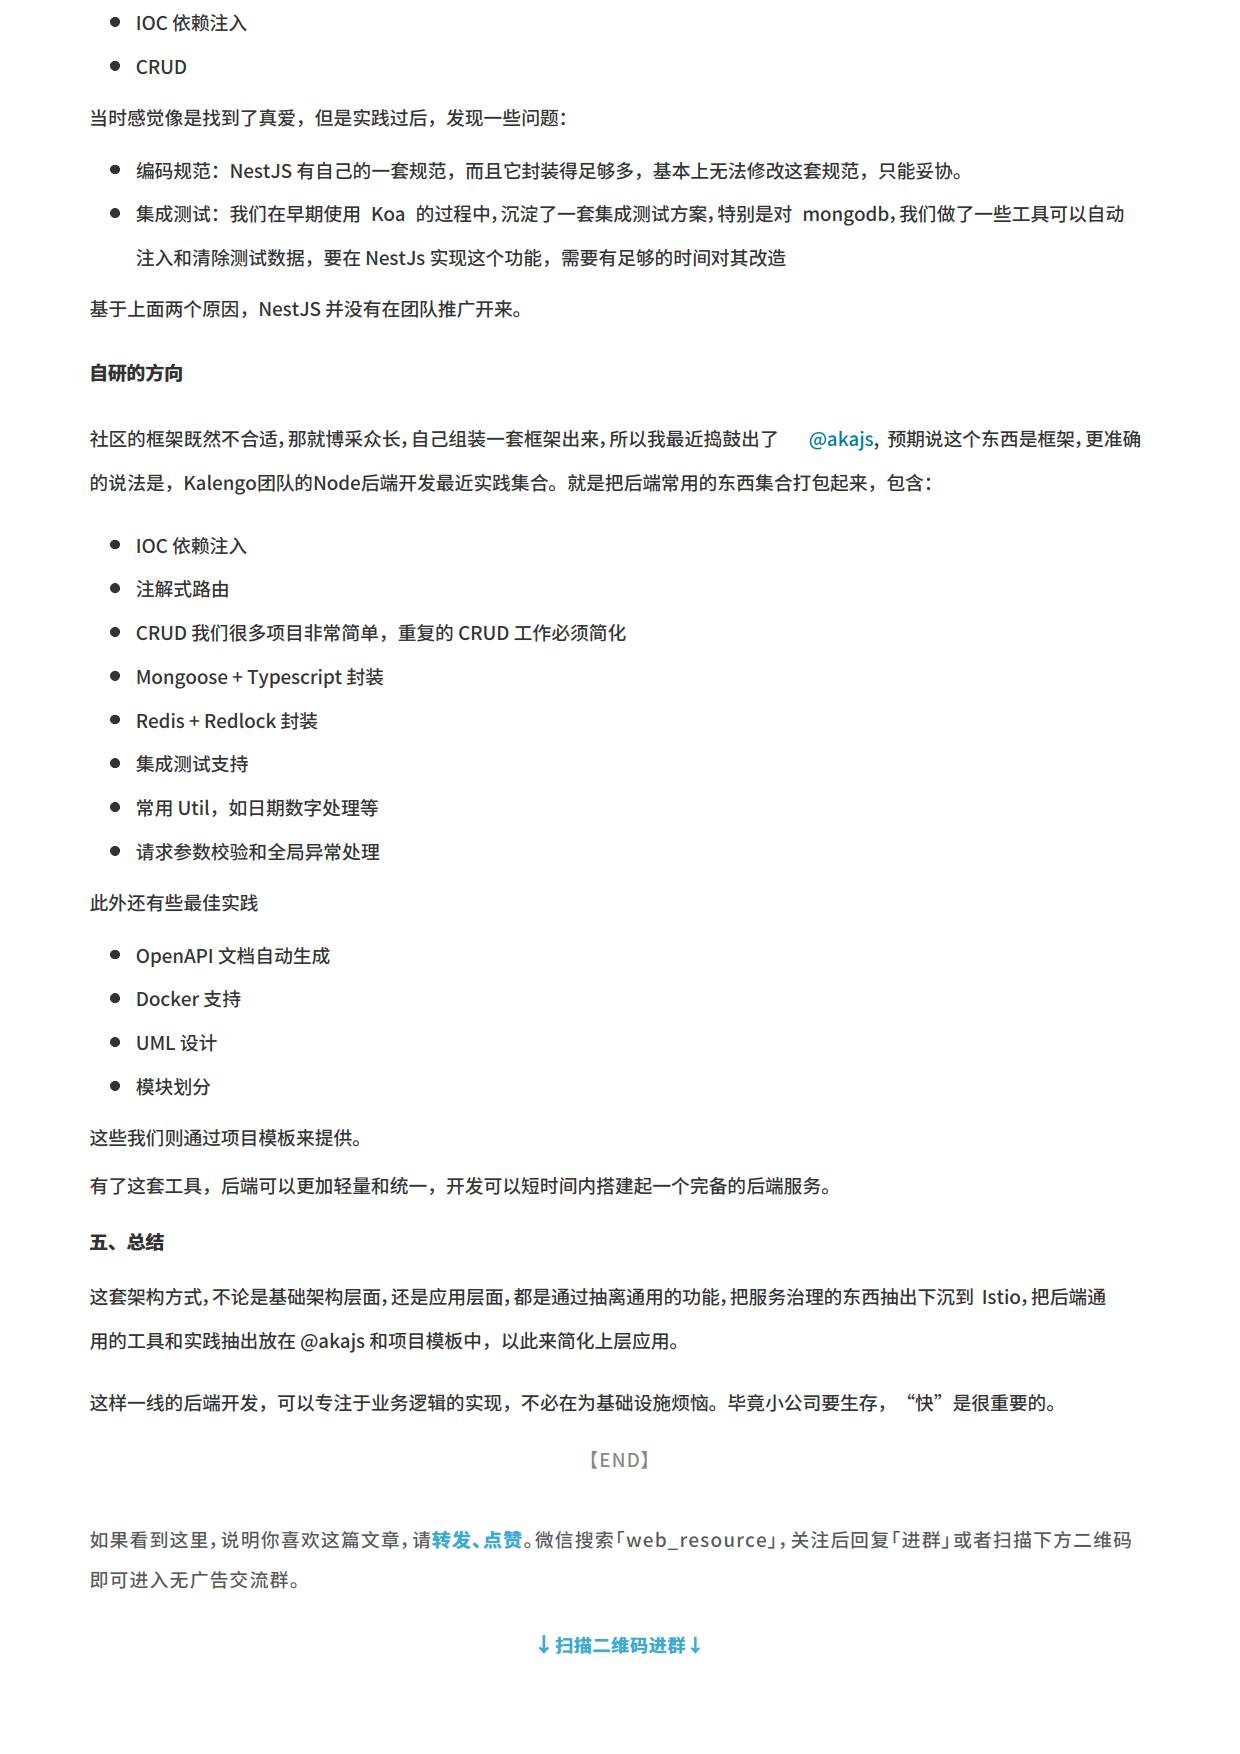 ● IOC 依赖注入
● CRUD
当时感觉像是找到了真爱，但是实践过后，发现一些问题：
● 编码规范：NestJS 有自己的一套规范，而且它封装得足够多，基本上无法修改这套规范，只能妥协。
● 集成测试：我们在早期使用 Koa 的过程中，沉淀了一套集成测试方案，特别是对 mongodb，我们做了一些工具可以自动
注入和清除测试数据，要在 NestJs 实现这个功能，需要有足够的时间对其改造
基于上面两个原因，NestJS 并没有在团队推广开来。
自研的方向
社区的框架既然不合适，那就博采众长，自己组装一套框架出来，所以我最近捣鼓出了 @akajs，预期说这个东西是框架，更准确
的说法是，Kalengo团队的Node后端开发最近实践集合。就是把后端常用的东西集合打包起来，包含：
● IOC 依赖注入
● 注解式路由
● CRUD 我们很多项目非常简单，重复的 CRUD 工作必须简化
● Mongoose + Typescript 封装
● Redis + Redlock 封装
● 集成测试支持
● 常用 Util，如日期数字处理等
● 请求参数校验和全局异常处理
此外还有些最佳实践
● OpenAPI 文档自动生成
● Docker 支持
● UML 设计
● 模块划分
这些我们则通过项目模板来提供。
有了这套工具，后端可以更加轻量和统一，开发可以短时间内搭建起一个完备的后端服务。
五、总结
这套架构方式，不论是基础架构层面，还是应用层面，都是通过抽离通用的功能，把服务治理的东西抽出下沉到 Istio，把后端通
用的工具和实践抽出放在 @akajs 和项目模板中，以此来简化上层应用。
这样一线的后端开发，可以专注于业务逻辑的实现，不必在为基础设施烦恼。毕竟小公司要生存，“快”是很重要的。
【END】
如果看到这里，说明你喜欢这篇文章，请转发、点赞。微信搜索「web_resource」，关注后回复「进群」或者扫描下方二维码
即可进入无广告交流群。
↓扫描二维码进群↓